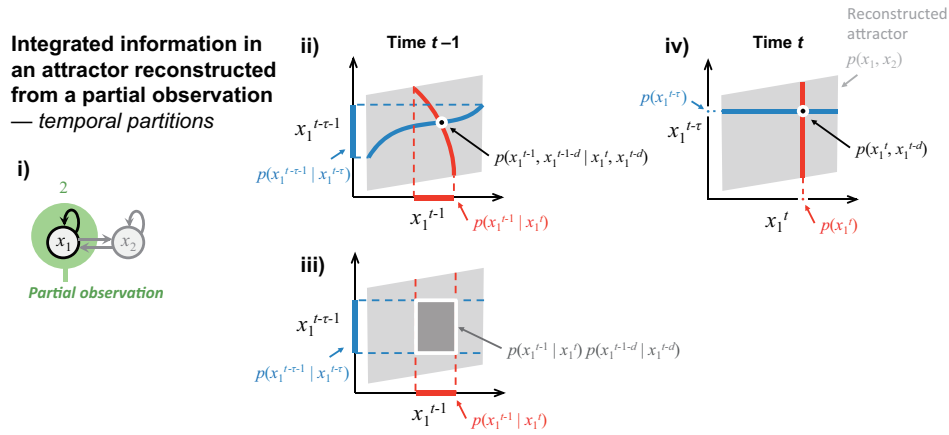 Integrated information in
an attractor reconstructed
from a partial observation
— temporal partitions
i)
2
x₁
x₂
Partial observation
ii)
Time t –1
x₁ᵗ⁻τ⁻¹
p(x₁ᵗ⁻τ⁻¹ | x₁ᵗ⁻τ)
p(x₁ᵗ⁻¹, x₁ᵗ⁻¹⁻ᵈ | x₁ᵗ, x₁ᵗ⁻ᵈ)
x₁ᵗ⁻¹
p(x₁ᵗ⁻¹ | x₁ᵗ)
iii)
x₁ᵗ⁻τ⁻¹
p(x₁ᵗ⁻τ⁻¹ | x₁ᵗ⁻τ)
p(x₁ᵗ⁻¹ | x₁ᵗ) p(x₁ᵗ⁻¹⁻ᵈ | x₁ᵗ⁻ᵈ)
x₁ᵗ⁻¹
p(x₁ᵗ⁻¹ | x₁ᵗ)
iv)
Time t
Reconstructed
attractor
p(x₁, x₂)
p(x₁ᵗ⁻τ)
x₁ᵗ⁻τ
p(x₁ᵗ, x₁ᵗ⁻ᵈ)
x₁ᵗ
p(x₁ᵗ)